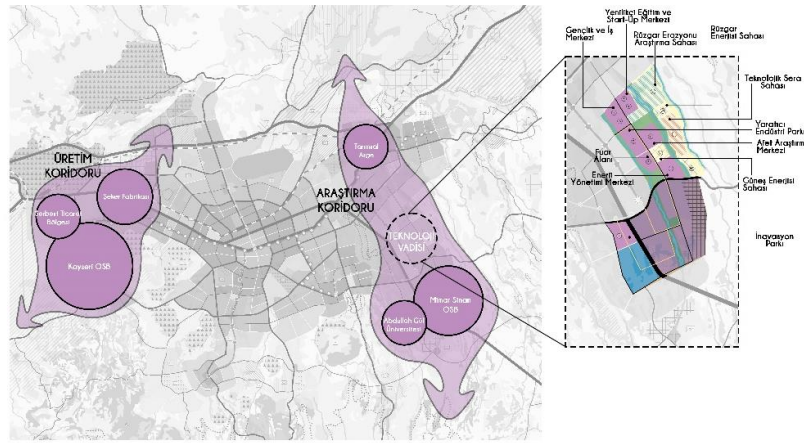 ÜRETİM
KORİDORU
Şeker Fabrikası
Serbest Ticaret
Bölgesi
Kayseri OSB
Tarımsal
Arge
ARAŞTIRMA
KORİDORU
TEKNOLOJİ
VADİSİ
Mimar Sinan
OSB
Abdullah Gül
Üniversitesi
Yenilikçi Eğitim ve
Start-Up Merkezi
Gençlik ve İş
Merkezi
Rüzgar Erozyonu
Araştırma Sahası
Rüzgar
Enerjisi Sahası
Teknolojik Sera
Sahası
Yaratıcı
Endüstri Parkı
Afet Araştırma
Merkezi
Fuar
Alanı
Enerji
Yönetimi Merkezi
Güneş Enerjisi
Sahası
İnovasyon
Parkı